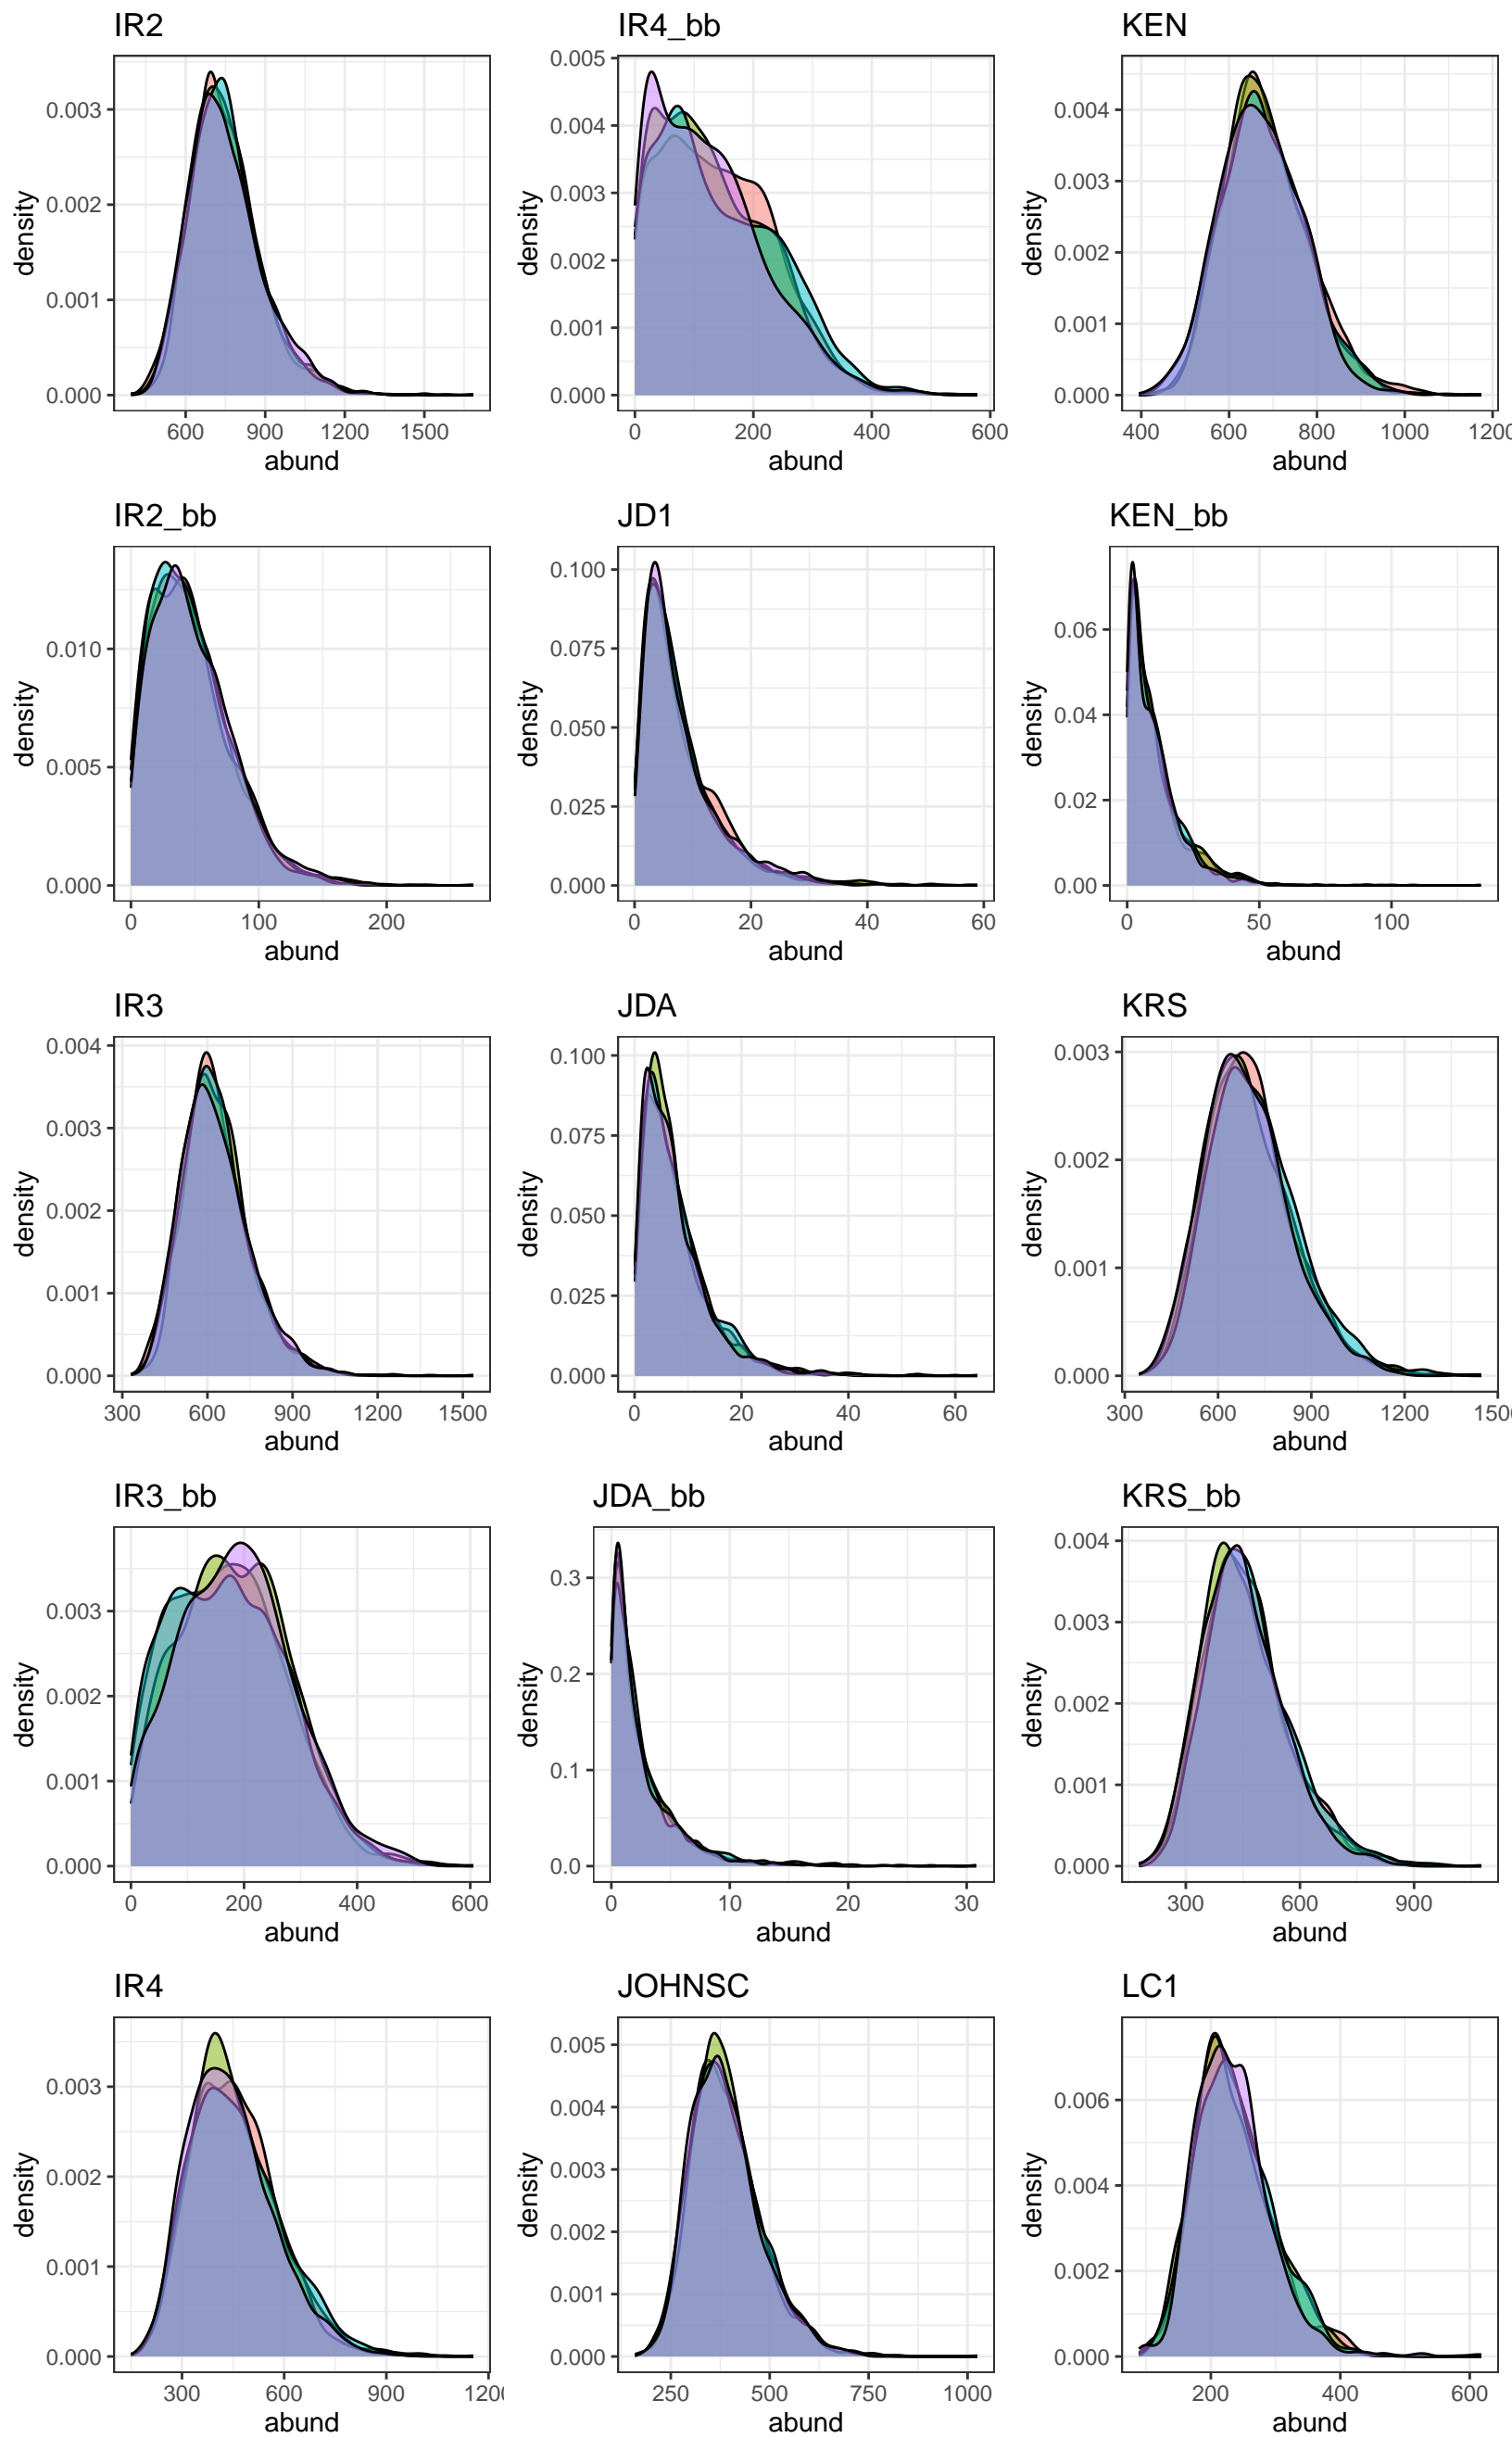 IR2
IR4_bb
KEN
density
0.003
0.002
0.001
0.000
600 900 1200 1500
abund
density
0.005
0.004
0.003
0.002
0.001
0.000
0 200 400 600
abund
density
0.004
0.003
0.002
0.001
0.000
400 600 800 1000 1200
abund
IR2_bb
JD1
KEN_bb
density
0.010
0.005
0.000
0 100 200
abund
density
0.100
0.075
0.050
0.025
0.000
0 20 40 60
abund
density
0.06
0.04
0.02
0.00
0 50 100
abund
IR3
JDA
KRS
density
0.004
0.003
0.002
0.001
0.000
300 600 900 1200 1500
abund
density
0.100
0.075
0.050
0.025
0.000
0 20 40 60
abund
density
0.003
0.002
0.001
0.000
300 600 900 1200 150
abund
IR3_bb
JDA_bb
KRS_bb
density
0.003
0.002
0.001
0.000
0 200 400 600
abund
density
0.3
0.2
0.1
0.0
0 10 20 30
abund
density
0.004
0.003
0.002
0.001
0.000
300 600 900
abund
IR4
JOHNSC
LC1
density
0.003
0.002
0.001
0.000
300 600 900 120
abund
density
0.005
0.004
0.003
0.002
0.001
0.000
250 500 750 1000
abund
density
0.006
0.004
0.002
0.000
200 400 600
abund